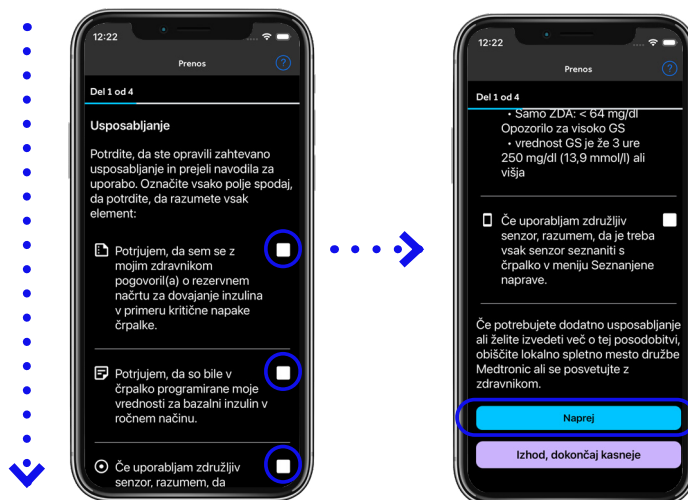 12:22
Prenos
?
Del 1 od 4
Usposabljanje
Potrdite, da ste opravili zahtevano
usposabljanje in prejeli navodila za
uporabo. Označite vsako polje spodaj,
da potrdite, da razumete vsak
element:
Potrjujem, da sem se z
mojim zdravnikom
pogovoril(a) o rezervnem
načrtu za dovajanje inzulina
v primeru kritične napake
črpalke.
Potrjujem, da so bile v
črpalko programirane moje
vrednosti za bazalni inzulin v
ročnem načinu.
Če uporabljam združljiv
senzor, razumem, da
12:22
Prenos
?
Del 1 od 4
• Samo ZDA: < 64 mg/dl
Opozorilo za visoko GS
• vrednost GS je že 3 ure
250 mg/dl (13,9 mmol/l) ali
višja
Če uporabljam združljiv
senzor, razumem, da je treba
vsak senzor seznaniti s
črpalko v meniju Seznanjene
naprave.
Če potrebujete dodatno usposabljanje
ali želite izvedeti več o tej posodobitvi,
obiščite lokalno spletno mesto družbe
Medtronic ali se posvetujte z
zdravnikom.
Naprej
Izhod, dokončaj kasneje